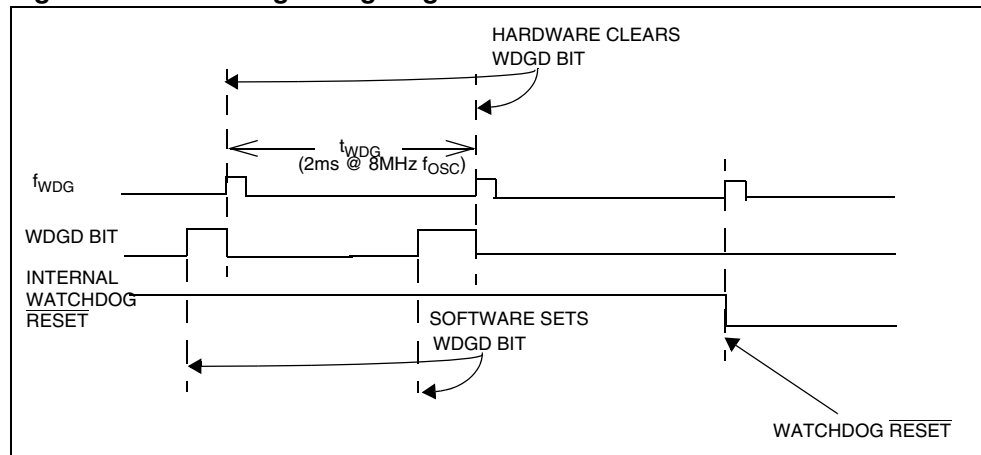 HARDWARE CLEARS
WDGD BIT
tWDG
(2ms @ 8MHz fOSC)
fWDG
WDGD BIT
INTERNAL
WATCHDOG
RESET
SOFTWARE SETS
WDGD BIT
WATCHDOG RESET